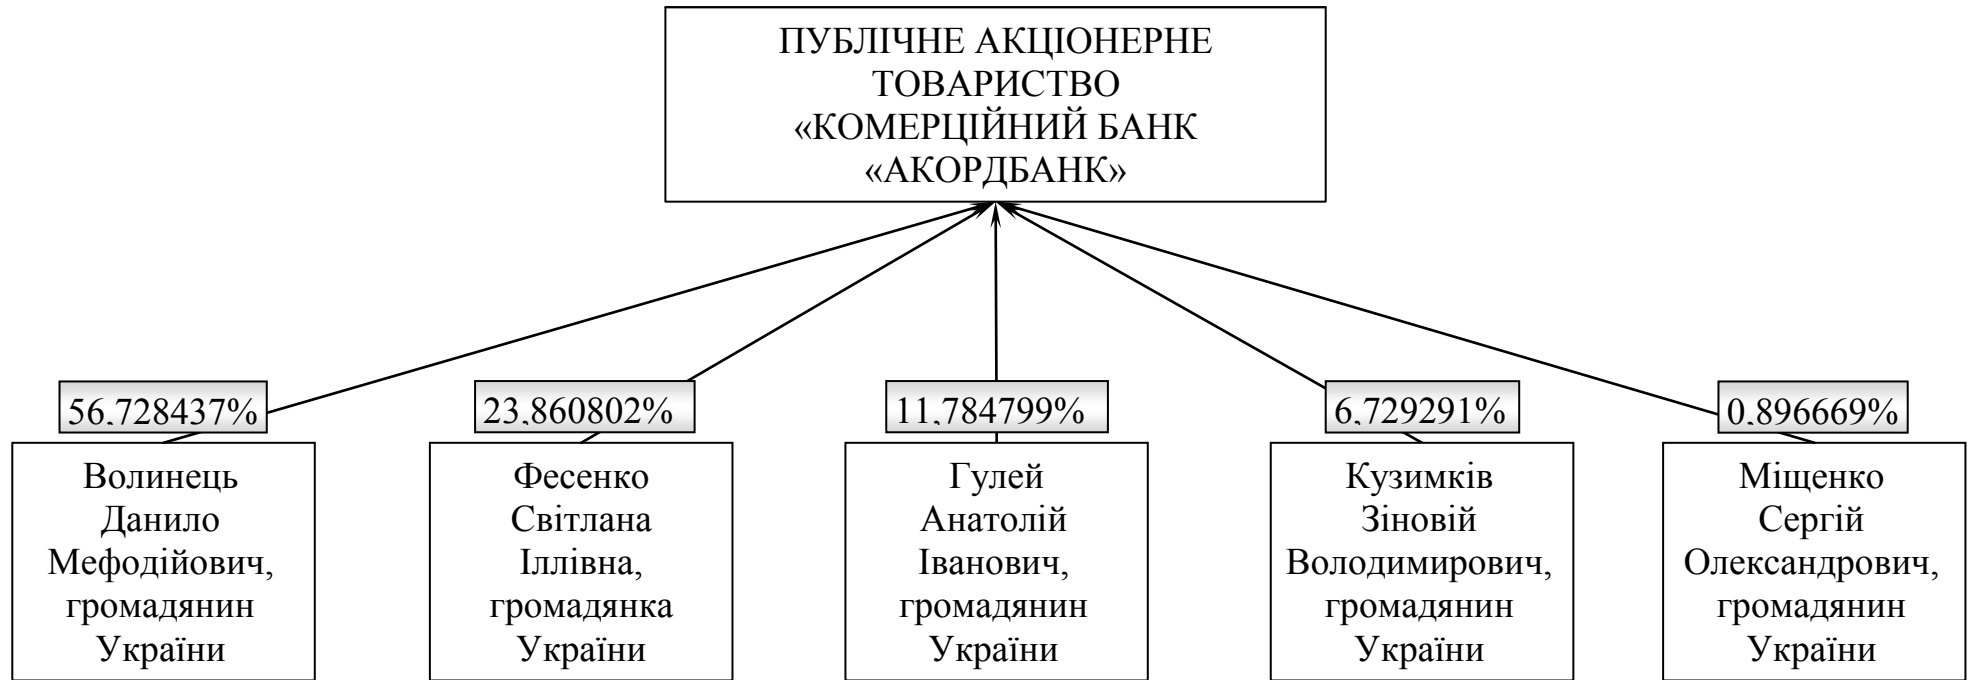 ПУБЛІЧНЕ АКЦІОНЕРНЕ
ТОВАРИСТВО
«КОМЕРЦІЙНИЙ БАНК
«АКОРДБАНК»
56,728437%
23,860802%
11,784799%
6,729291%
0,896669%
Волинець
Данило
Мефодійович,
громадянин
України
Фесенко
Світлана
Іллівна,
громадянка
України
Гулей
Анатолій
Іванович,
громадянин
України
Кузимків
Зіновій
Володимирович,
громадянин
України
Міщенко
Сергій
Олександрович,
громадянин
України